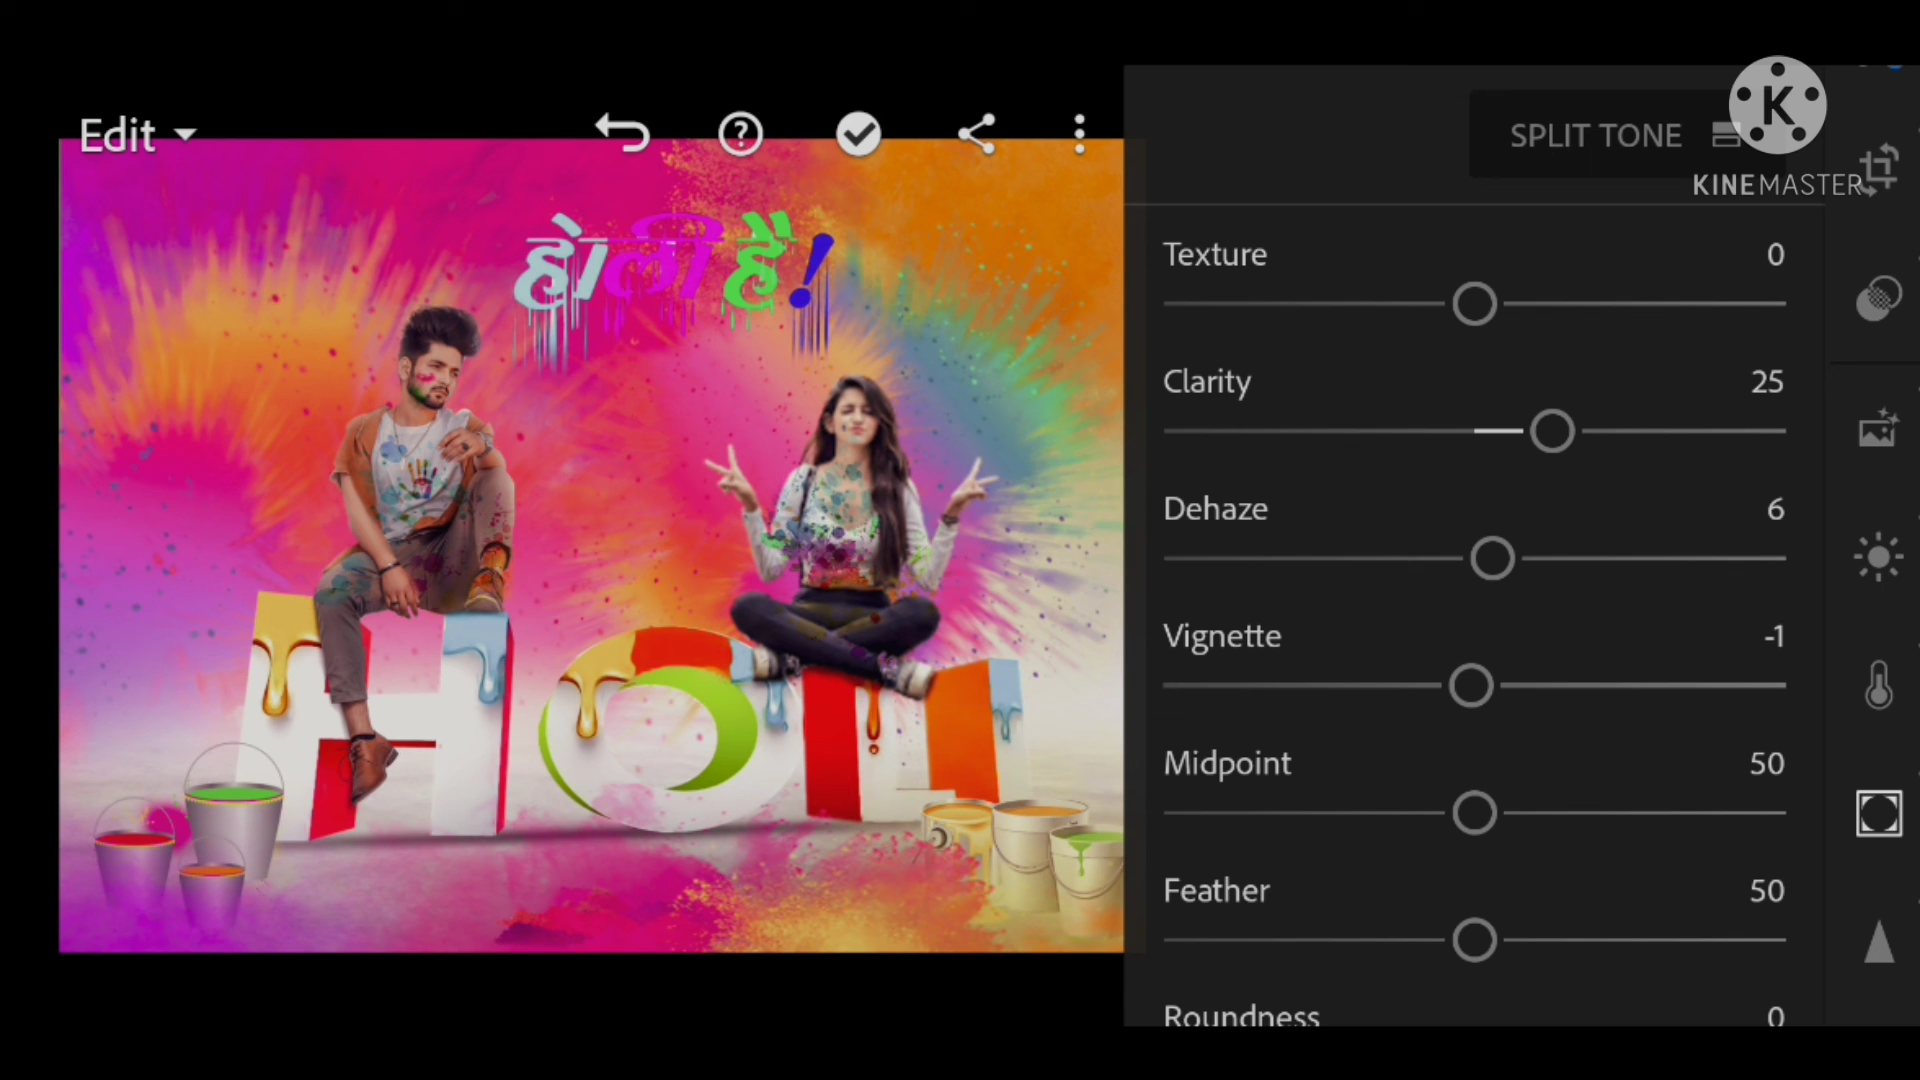 Edit
SPLIT TONE
KINEMASTER
होली है!
HOLI
Texture 0
Clarity 25
Dehaze 6
Vignette -1
Midpoint 50
Feather 50
Roundness 0